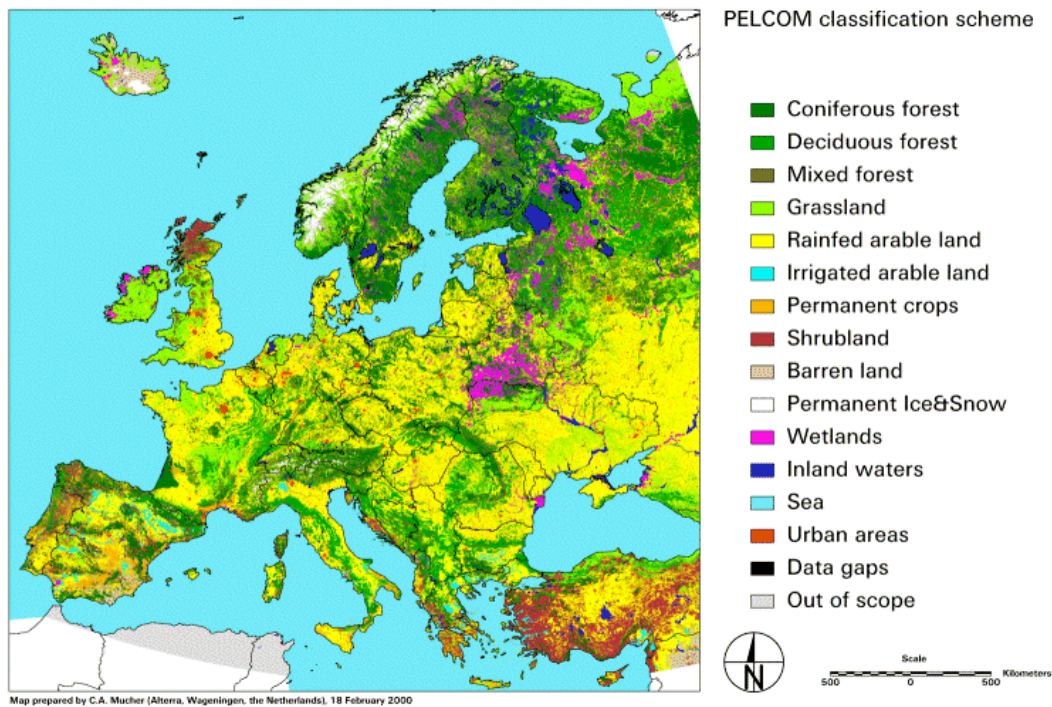 PELCOM classification scheme
Coniferous forest
Deciduous forest
Mixed forest
Grassland
Rainfed arable land
Irrigated arable land
Permanent crops
Shrubland
Barren land
Permanent Ice&Snow
Wetlands
Inland waters
Sea
Urban areas
Data gaps
Out of scope
N
Scale
Kilometers
500 0 500
Map prepared by C.A. Mucher (Alterra, Wageningen, the Netherlands), 18 February 2000